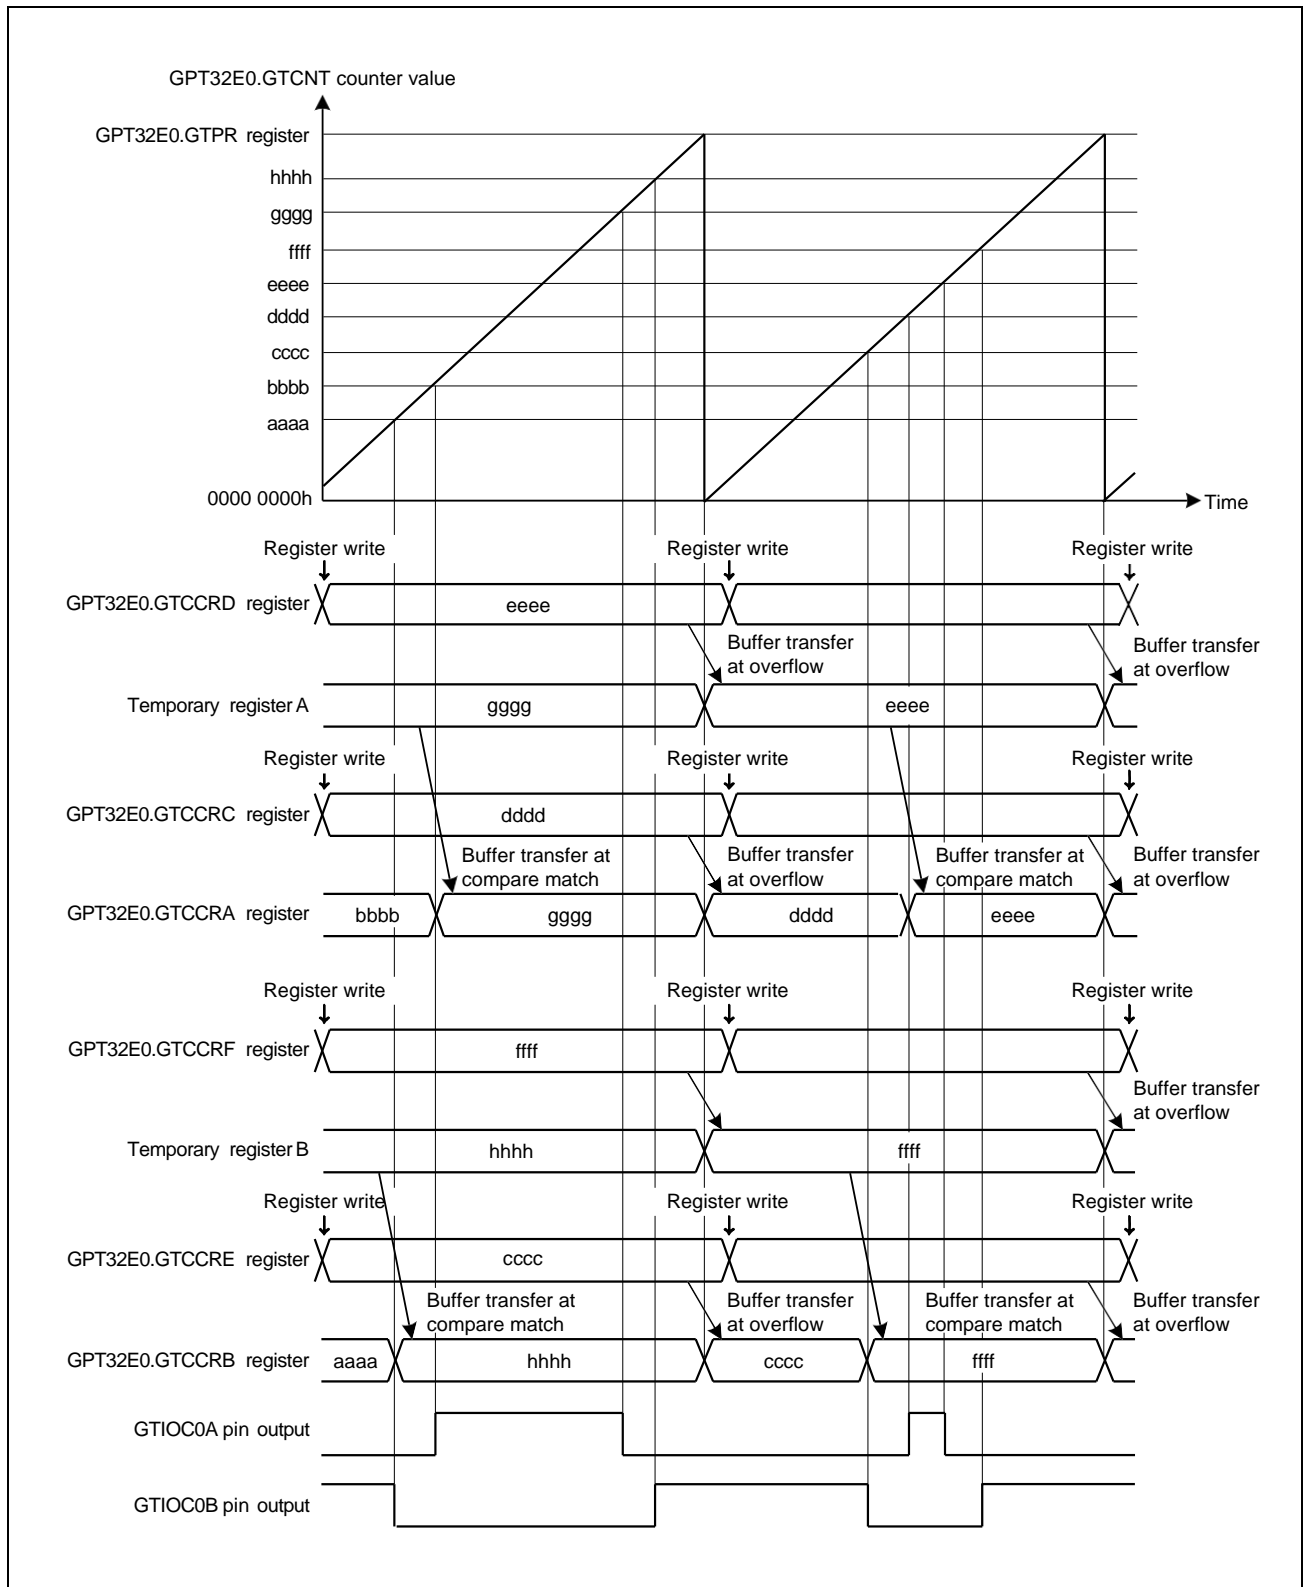 GPT32E0.GTCNT counter value
GPT32E0.GTPR register
hhhh
gggg
ffff
eeee
dddd
cccc
bbbb
aaaa
0000 0000h
Time
Register write Register write Register write
GPT32E0.GTCCRD register eeee
Buffer transfer
at overflow
Buffer transfer
at overflow
Temporary register A gggg eeee
Register write Register write Register write
GPT32E0.GTCCRC register dddd
Buffer transfer at
compare match
Buffer transfer
at overflow
Buffer transfer at
compare match
Buffer transfer
at overflow
GPT32E0.GTCCRA register bbbb gggg dddd eeee
Register write Register write Register write
GPT32E0.GTCCRF register ffff
Buffer transfer
at overflow
Temporary register B hhhh ffff
Register write Register write Register write
GPT32E0.GTCCRE register cccc
Buffer transfer at
compare match
Buffer transfer
at overflow
Buffer transfer at
compare match
Buffer transfer
at overflow
GPT32E0.GTCCRB register aaaa hhhh cccc ffff
GTIOC0A pin output
GTIOC0B pin output